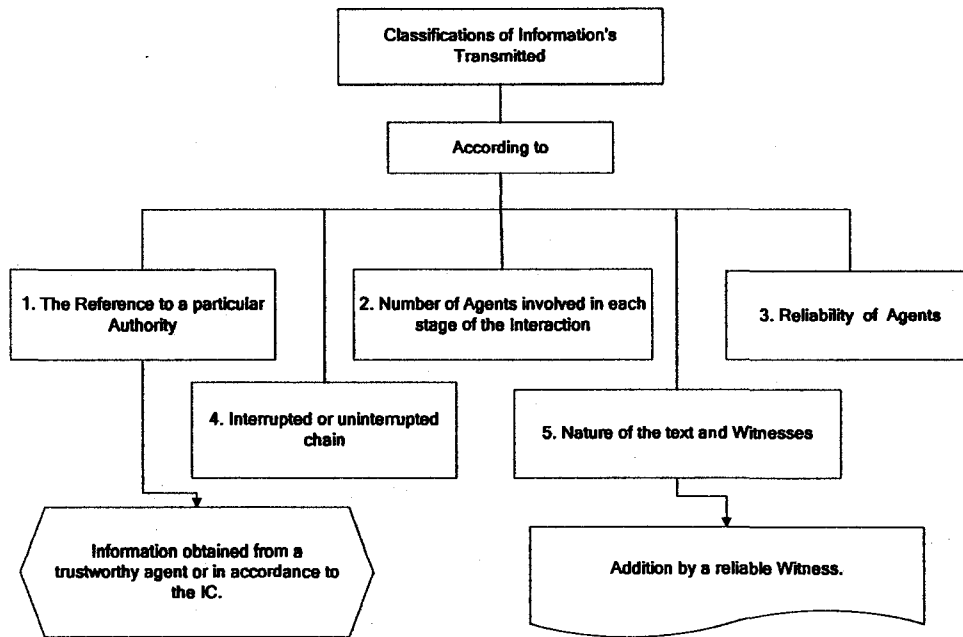 Classifications of Information's
Transmitted
According to
1. The Reference to a particular
Authority
2. Number of Agents involved in each
stage of the Interaction
3. Reliability of Agents
4. Interrupted or uninterrupted
chain
5. Nature of the text and Witnesses
Information obtained from a
trustworthy agent or in accordance to
the IC.
Addition by a reliable Witness.